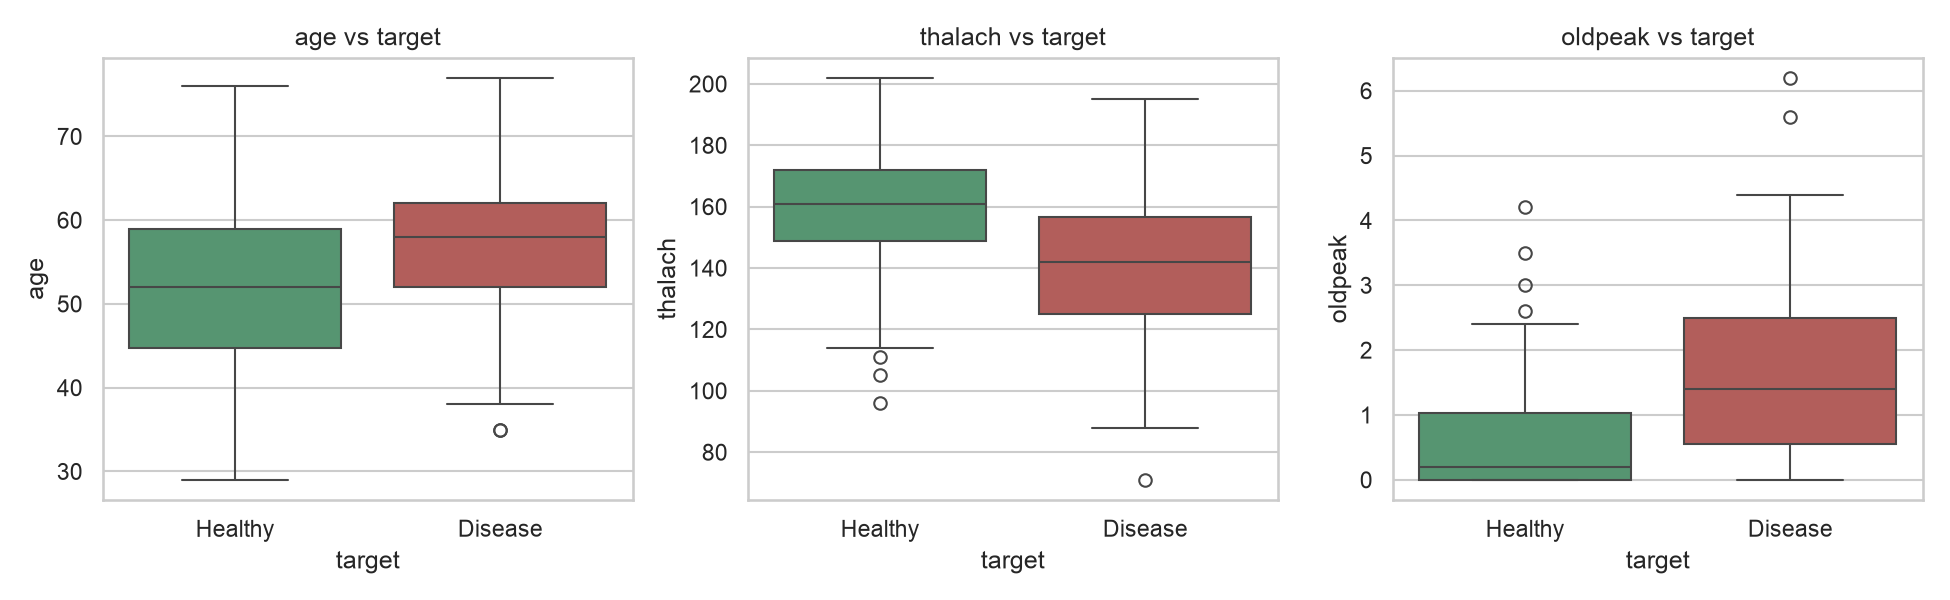 age vs target
age
70
60
50
40
30
Healthy
Disease
target
thalach vs target
thalach
200
180
160
140
120
100
80
Healthy
Disease
target
oldpeak vs target
oldpeak
6
5
4
3
2
1
0
Healthy
Disease
target